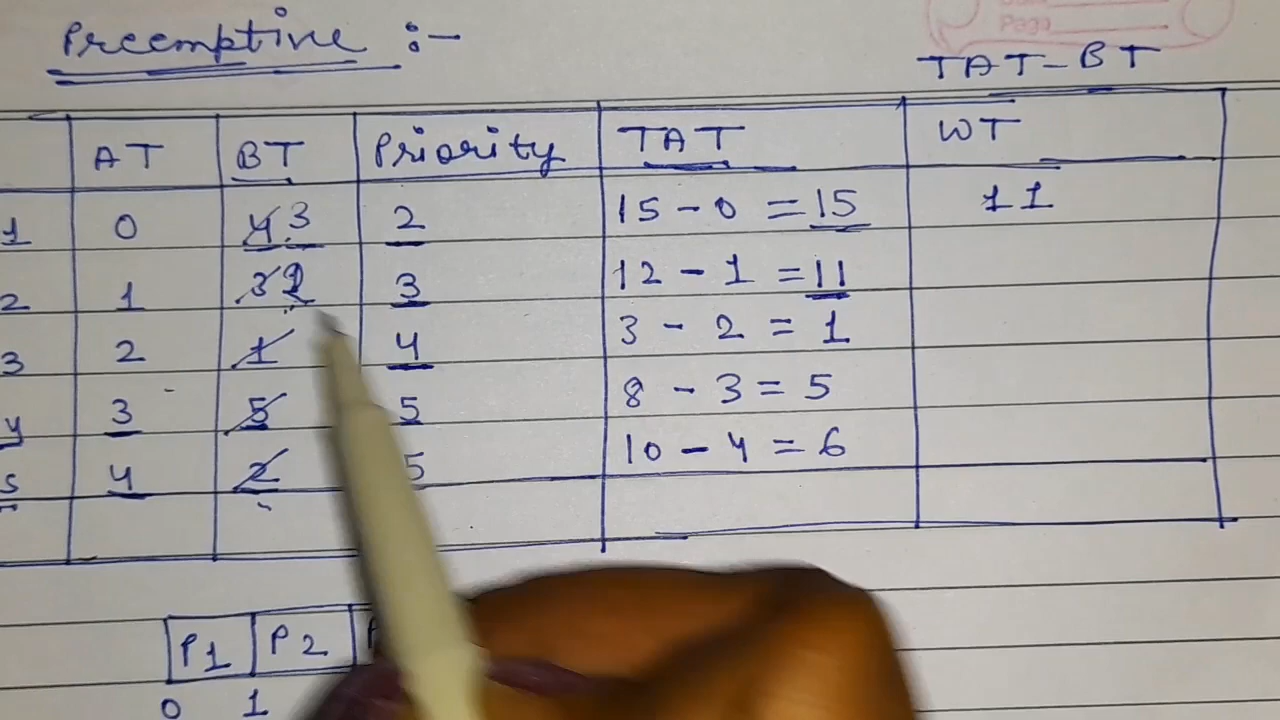 Preemptive :-
Page
TAT-BT
AT BT Priority TAT WT
1 0 4 3 2 15-0=15 11
2 1 3 2 3 12-1=11
3 2 1 4 3-2=1
4 3 5 5 8-3=5
5 4 2 5 10-4=6
P1 P2
0 1